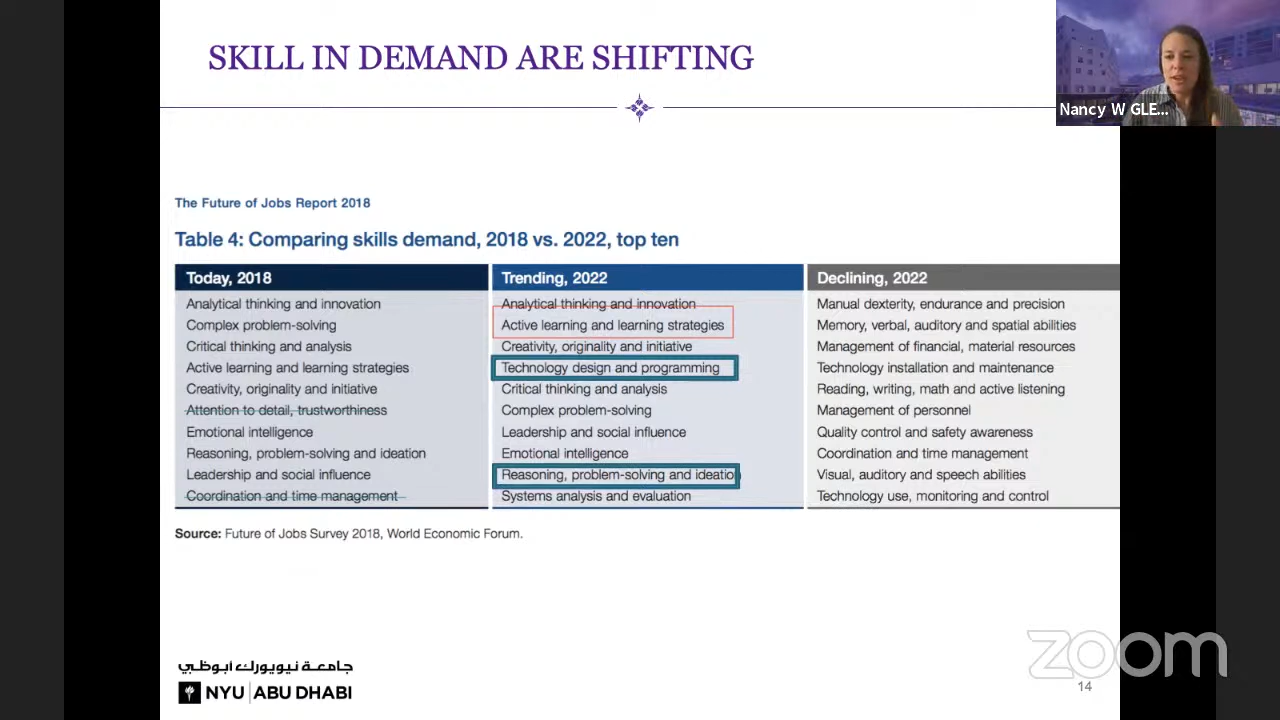 SKILL IN DEMAND ARE SHIFTING
Nancy W GLE...
The Future of Jobs Report 2018
Table 4: Comparing skills demand, 2018 vs. 2022, top ten
Today, 2018
Analytical thinking and innovation
Complex problem-solving
Critical thinking and analysis
Active learning and learning strategies
Creativity, originality and initiative
Attention to detail, trustworthiness
Emotional intelligence
Reasoning, problem-solving and ideation
Leadership and social influence
Coordination and time management
Trending, 2022
Analytical thinking and innovation
Active learning and learning strategies
Creativity, originality and initiative
Technology design and programming
Critical thinking and analysis
Complex problem-solving
Leadership and social influence
Emotional intelligence
Reasoning, problem-solving and ideatio
Systems analysis and evaluation
Declining, 2022
Manual dexterity, endurance and precision
Memory, verbal, auditory and spatial abilities
Management of financial, material resources
Technology installation and maintenance
Reading, writing, math and active listening
Management of personnel
Quality control and safety awareness
Coordination and time management
Visual, auditory and speech abilities
Technology use, monitoring and control
Source: Future of Jobs Survey 2018, World Economic Forum.
جامعة نيويورك أبوظبي
NYU ABU DHABI
zoom
14